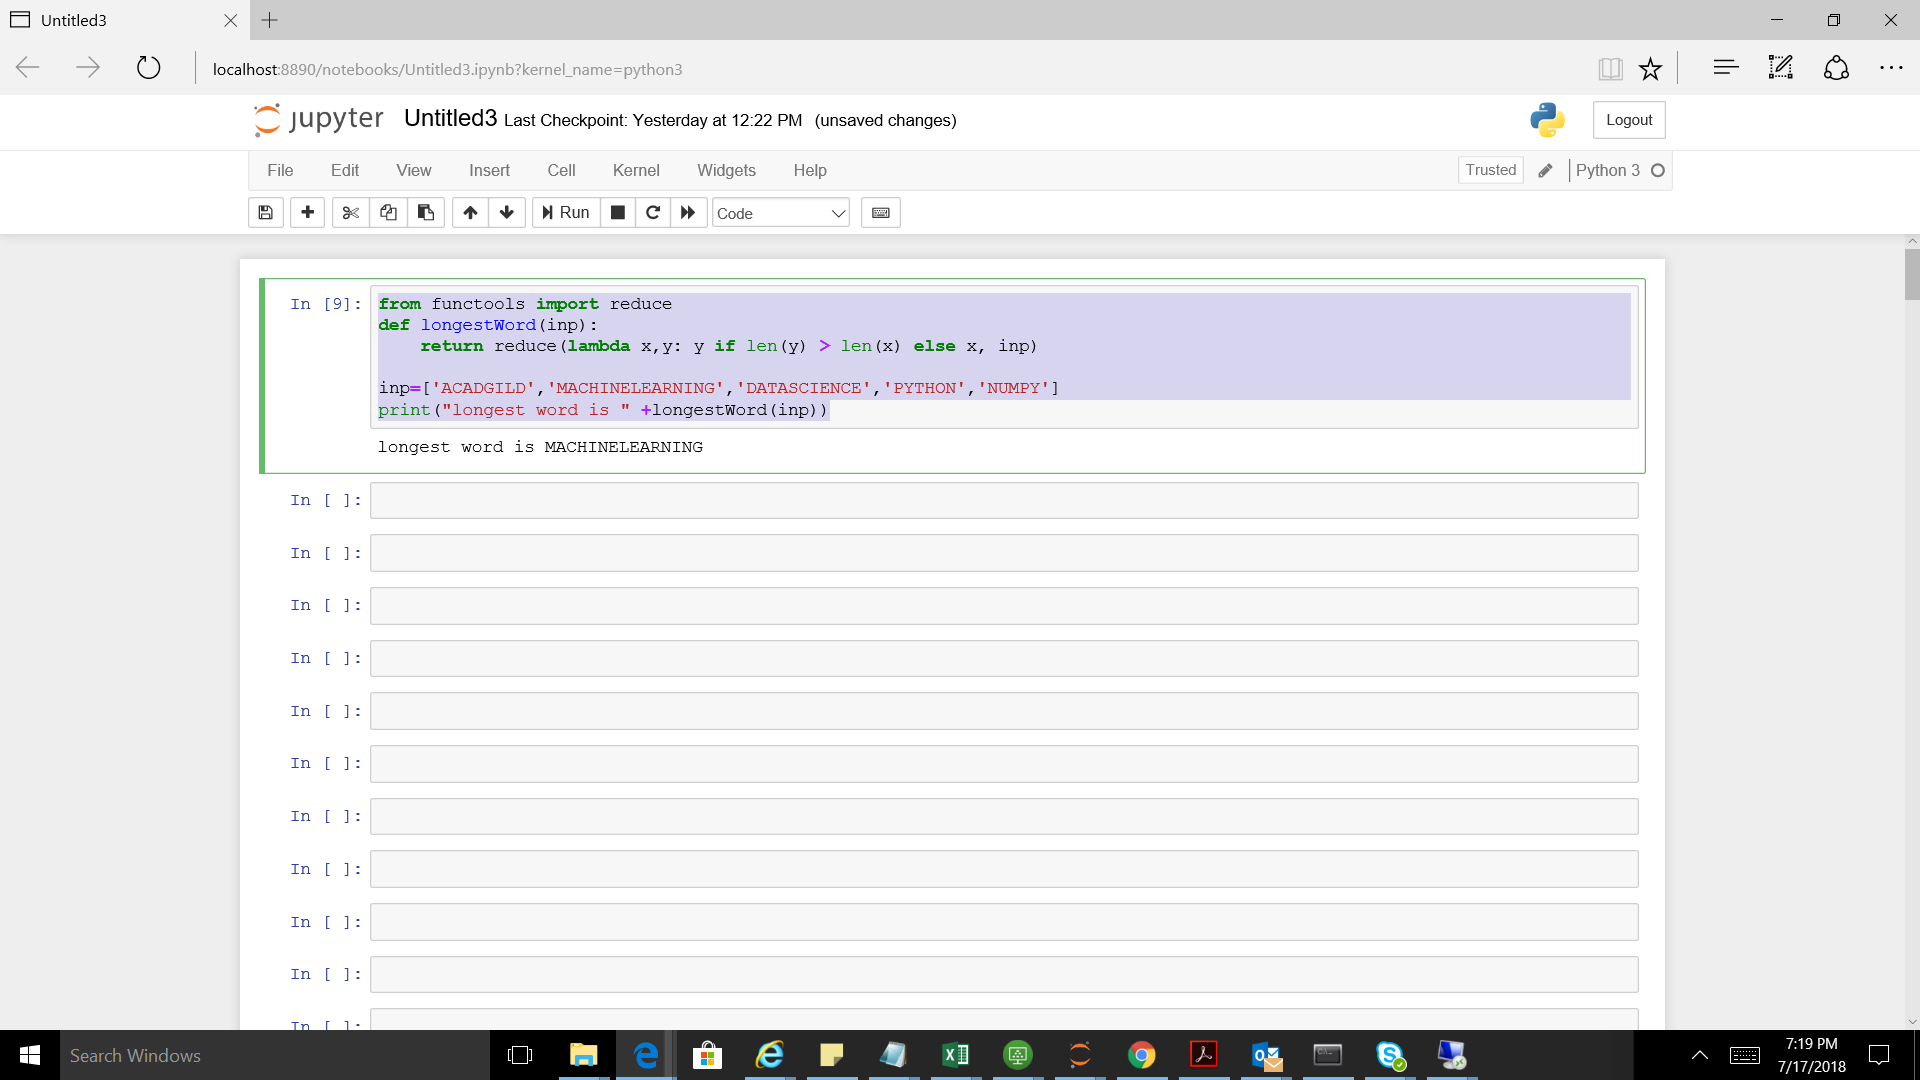 Untitled3
localhost:8890/notebooks/Untitled3.ipynb?kernel_name=python3
jupyter Untitled3 Last Checkpoint: Yesterday at 12:22 PM (unsaved changes)
Logout
File Edit View Insert Cell Kernel Widgets Help
Trusted Python 3
Run Code
In [9]:
from functools import reduce
def longestWord(inp):
    return reduce(lambda x,y: y if len(y) > len(x) else x, inp)
inp=['ACADGILD','MACHINELEARNING','DATASCIENCE','PYTHON','NUMPY']
print("longest word is " +longestWord(inp))
longest word is MACHINELEARNING
In [ ]:
In [ ]:
In [ ]:
In [ ]:
In [ ]:
In [ ]:
In [ ]:
In [ ]:
In [ ]:
In [ ]:
In [ ]:
Search Windows
7:19 PM
7/17/2018